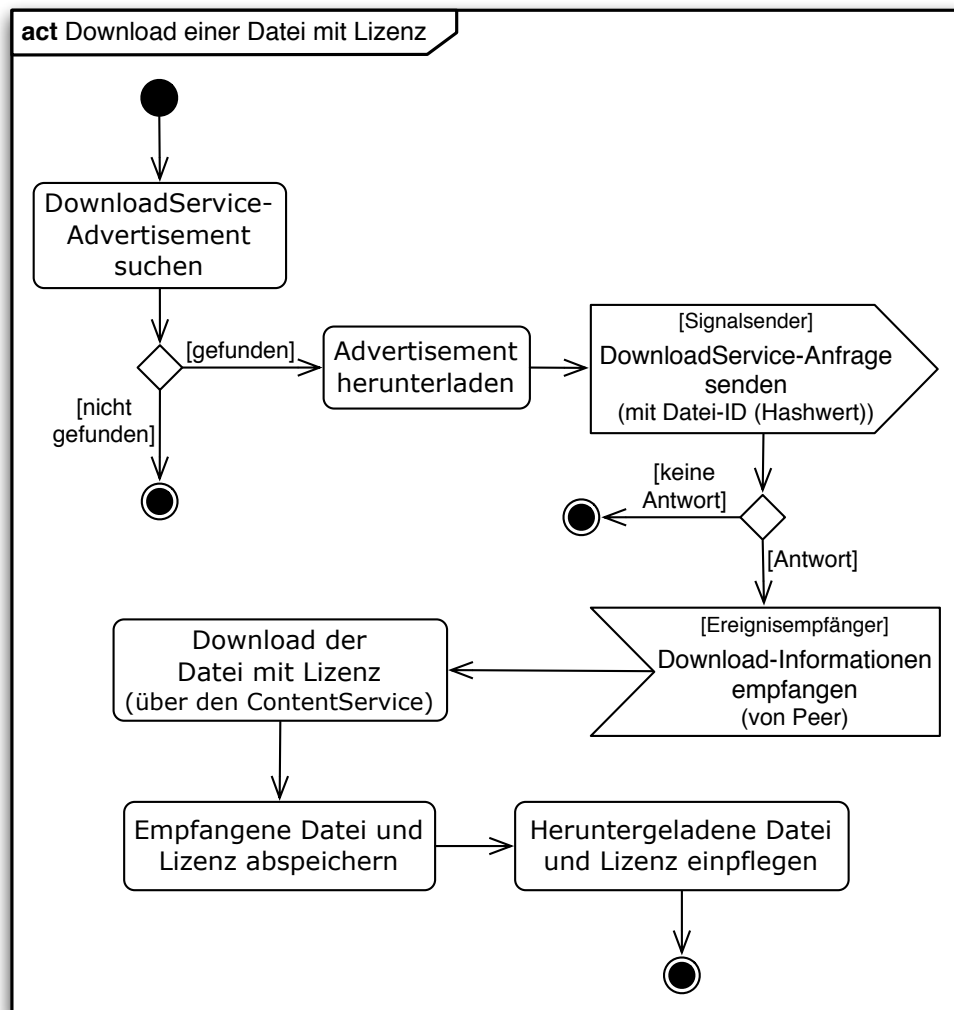 act Download einer Datei mit Lizenz
DownloadService-
Advertisement
suchen
[gefunden]
[nicht
gefunden]
Advertisement
herunterladen
[Signalsender]
DownloadService-Anfrage
senden
(mit Datei-ID (Hashwert))
[keine
Antwort]
[Antwort]
[Ereignisempfänger]
Download-Informationen
empfangen
(von Peer)
Download der
Datei mit Lizenz
(über den ContentService)
Empfangene Datei und
Lizenz abspeichern
Heruntergeladene Datei
und Lizenz einpflegen